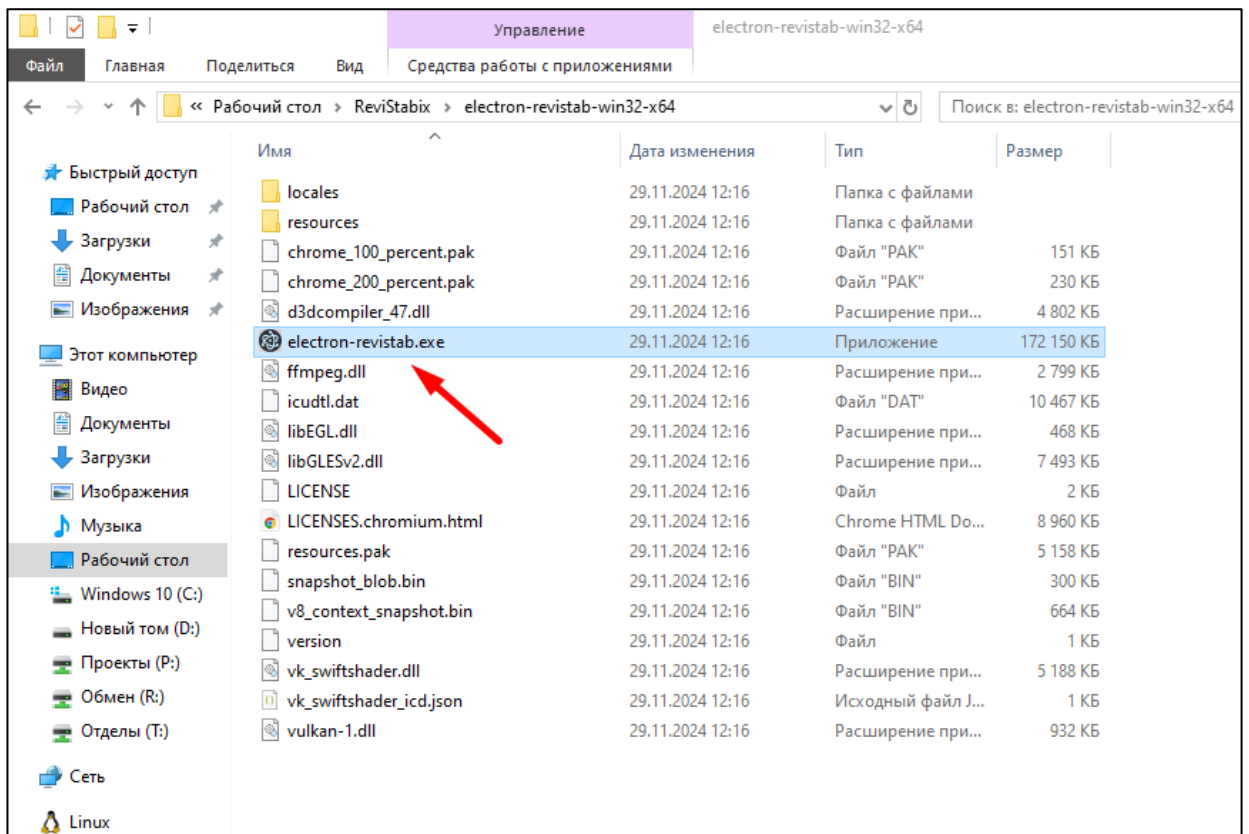 Управление
electron-revistab-win32-x64
Файл Главная Поделиться Вид Средства работы с приложениями
« Рабочий стол › ReviStabix › electron-revistab-win32-x64 Поиск в: electron-revistab-win32-x64
Быстрый доступ
Рабочий стол
Загрузки
Документы
Изображения
Этот компьютер
Видео
Документы
Загрузки
Изображения
Музыка
Рабочий стол
Windows 10 (C:)
Новый том (D:)
Проекты (P:)
Обмен (R:)
Отделы (T:)
Сеть
Linux
Имя Дата изменения Тип Размер
locales 29.11.2024 12:16 Папка с файлами
resources 29.11.2024 12:16 Папка с файлами
chrome_100_percent.pak 29.11.2024 12:16 Файл "PAK" 151 КБ
chrome_200_percent.pak 29.11.2024 12:16 Файл "PAK" 230 КБ
d3dcompiler_47.dll 29.11.2024 12:16 Расширение при... 4 802 КБ
electron-revistab.exe 29.11.2024 12:16 Приложение 172 150 КБ
ffmpeg.dll 29.11.2024 12:16 Расширение при... 2 799 КБ
icudtl.dat 29.11.2024 12:16 Файл "DAT" 10 467 КБ
libEGL.dll 29.11.2024 12:16 Расширение при... 468 КБ
libGLESv2.dll 29.11.2024 12:16 Расширение при... 7 493 КБ
LICENSE 29.11.2024 12:16 Файл 2 КБ
LICENSES.chromium.html 29.11.2024 12:16 Chrome HTML Do... 8 960 КБ
resources.pak 29.11.2024 12:16 Файл "PAK" 5 158 КБ
snapshot_blob.bin 29.11.2024 12:16 Файл "BIN" 300 КБ
v8_context_snapshot.bin 29.11.2024 12:16 Файл "BIN" 664 КБ
version 29.11.2024 12:16 Файл 1 КБ
vk_swiftshader.dll 29.11.2024 12:16 Расширение при... 5 188 КБ
vk_swiftshader_icd.json 29.11.2024 12:16 Исходный файл J... 1 КБ
vulkan-1.dll 29.11.2024 12:16 Расширение при... 932 КБ